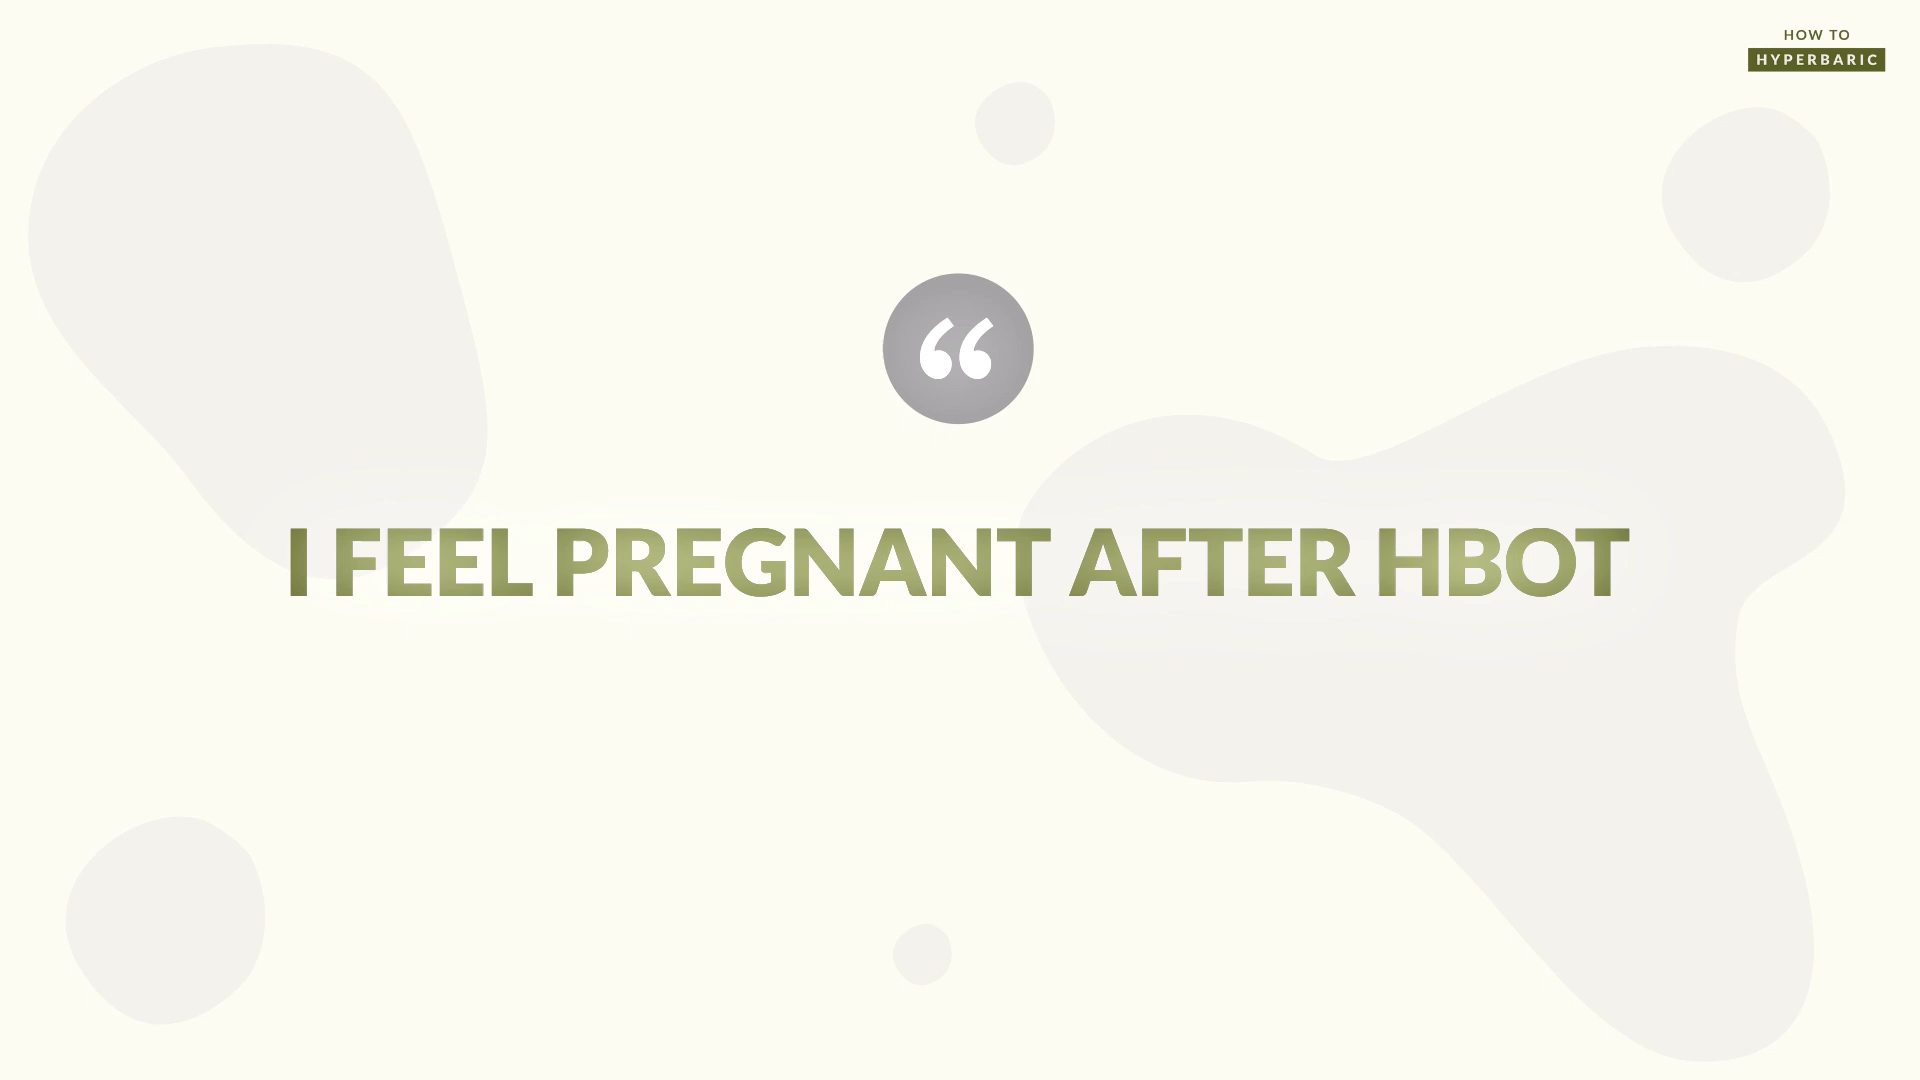 HOW TO
HYPERBARIC
“
I FEEL PREGNANT AFTER HBOT